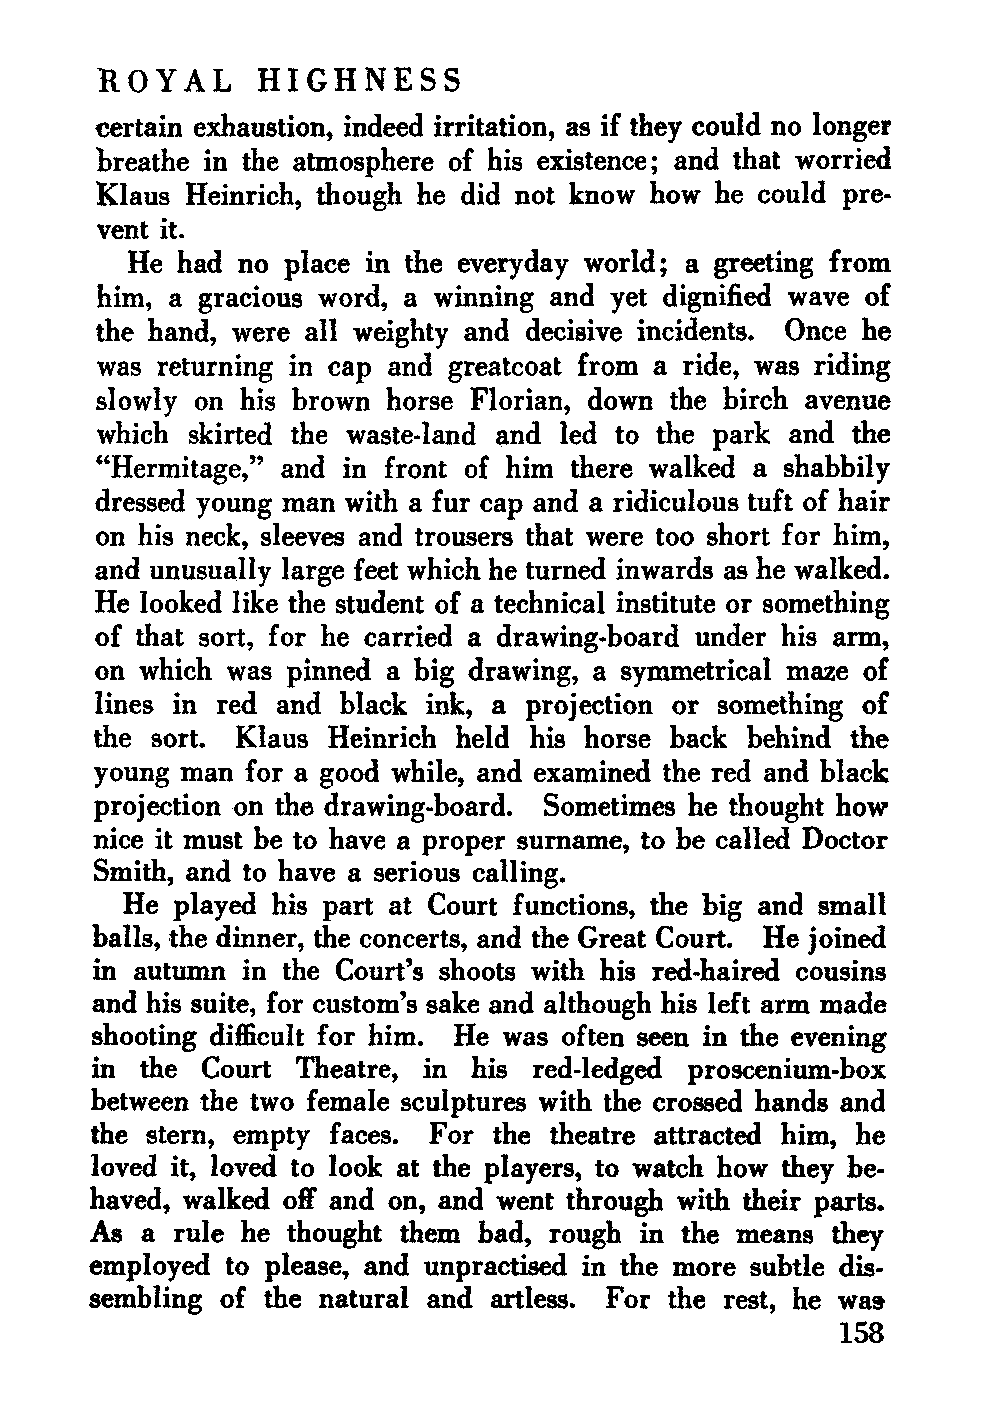 ROYAL HIGHNESS
certain exhaustion, indeed irritation, as if they could no longer
breathe in the atmosphere of his existence; and that worried
Klaus Heinrich, though he did not know how he could pre-
vent it.
He had no place in the everyday world; a greeting from
him, a gracious word, a winning and yet dignified wave of
the hand, were all weighty and decisive incidents. Once he
was returning in cap and greatcoat from a ride, was riding
slowly on his brown horse Florian, down the birch avenue
which skirted the waste-land and led to the park and the
“Hermitage,” and in front of him there walked a shabbily
dressed young man with a fur cap and a ridiculous tuft of hair
on his neck, sleeves and trousers that were too short for him,
and unusually large feet which he turned inwards as he walked.
He looked like the student of a technical institute or something
of that sort, for he carried a drawing-board under his arm,
on which was pinned a big drawing, a symmetrical maze of
lines in red and black ink, a projection or something of
the sort. Klaus Heinrich held his horse back behind the
young man for a good while, and examined the red and black
projection on the drawing-board. Sometimes he thought how
nice it must be to have a proper surname, to be called Doctor
Smith, and to have a serious calling.
He played his part at Court functions, the big and small
balls, the dinner, the concerts, and the Great Court. He joined
in autumn in the Court’s shoots with his red-haired cousins
and his suite, for custom’s sake and although his left arm made
shooting difficult for him. He was often seen in the evening
in the Court Theatre, in his red-ledged proscenium-box
between the two female sculptures with the crossed hands and
the stern, empty faces. For the theatre attracted him, he
loved it, loved to look at the players, to watch how they be-
haved, walked off and on, and went through with their parts.
As a rule he thought them bad, rough in the means they
employed to please, and unpractised in the more subtle dis-
sembling of the natural and artless. For the rest, he was
158